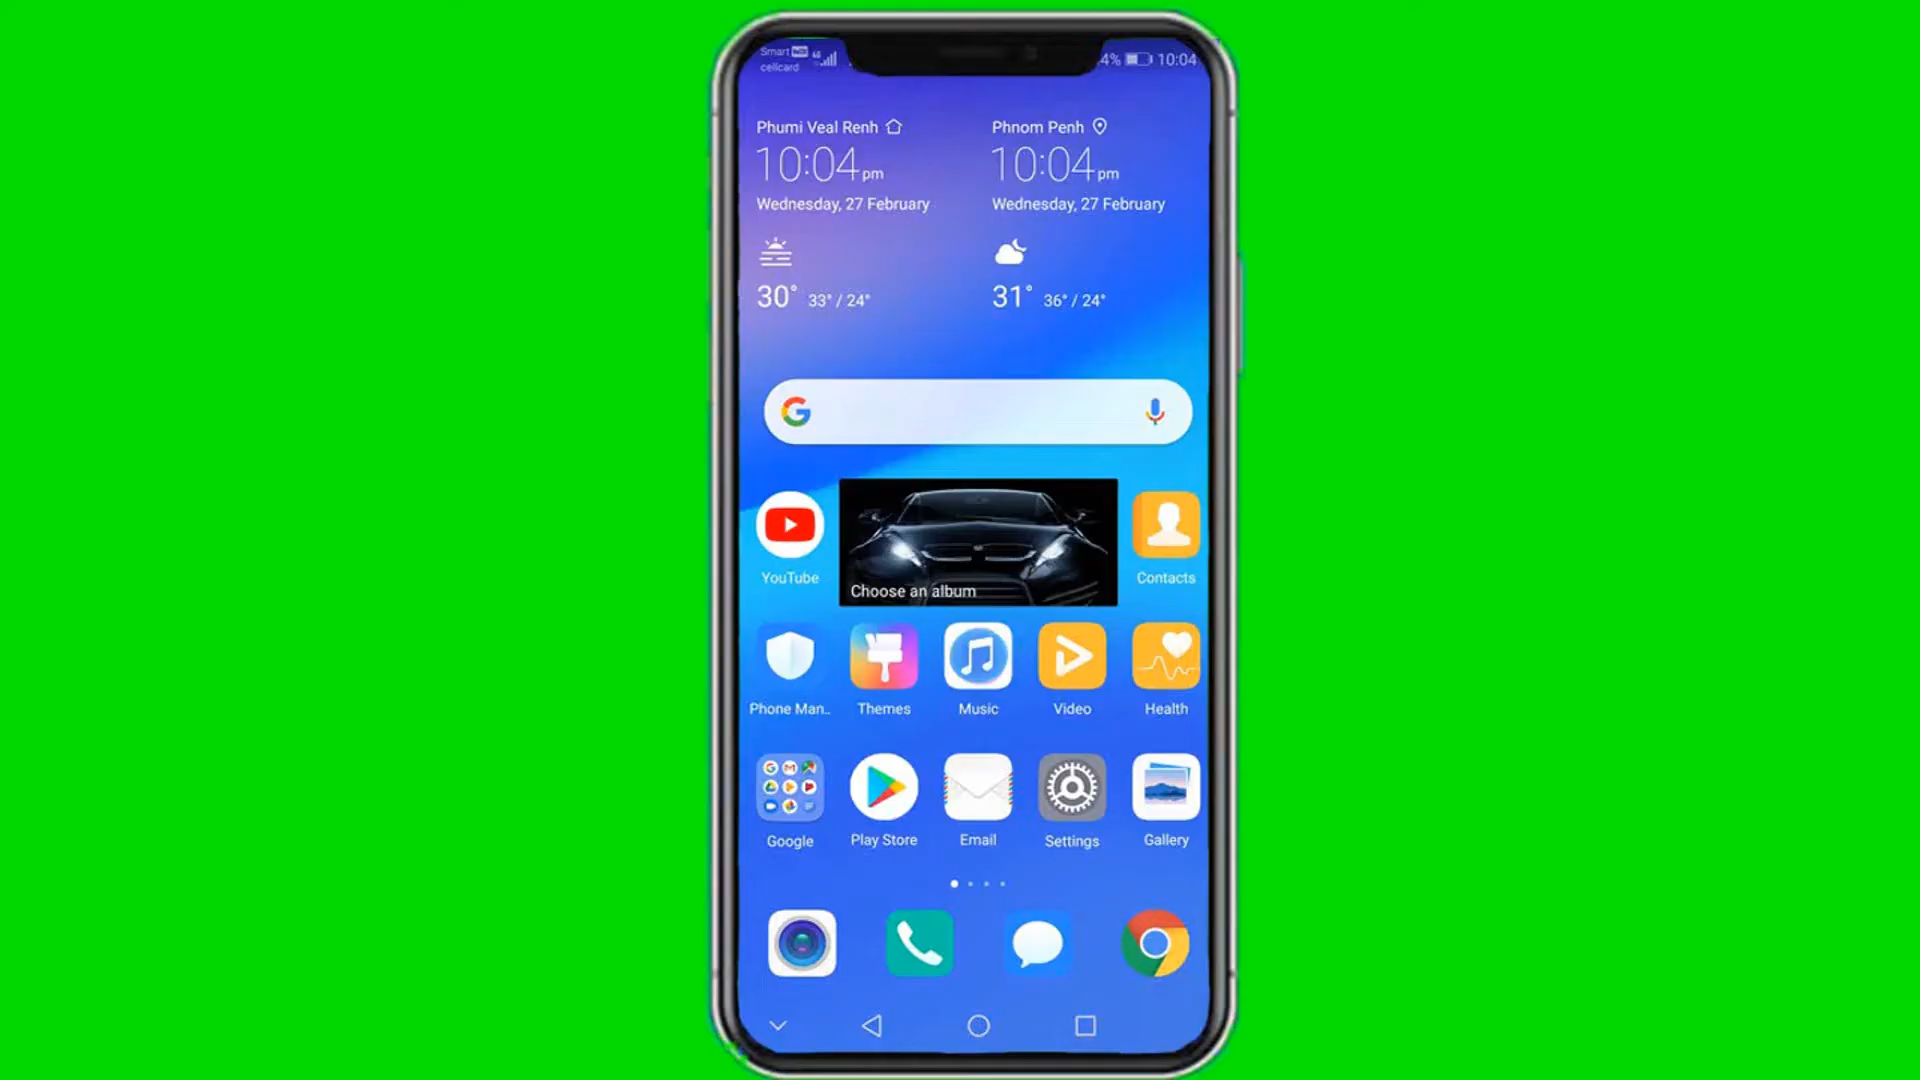 Smart
cellcard
4% 10:04
Phumi Veal Renh
10:04 pm
Wednesday, 27 February
30° 33° / 24°
Phnom Penh
10:04 pm
Wednesday, 27 February
31° 36° / 24°
YouTube
Choose an album
Contacts
Phone Man..
Themes
Music
Video
Health
Google
Play Store
Email
Settings
Gallery